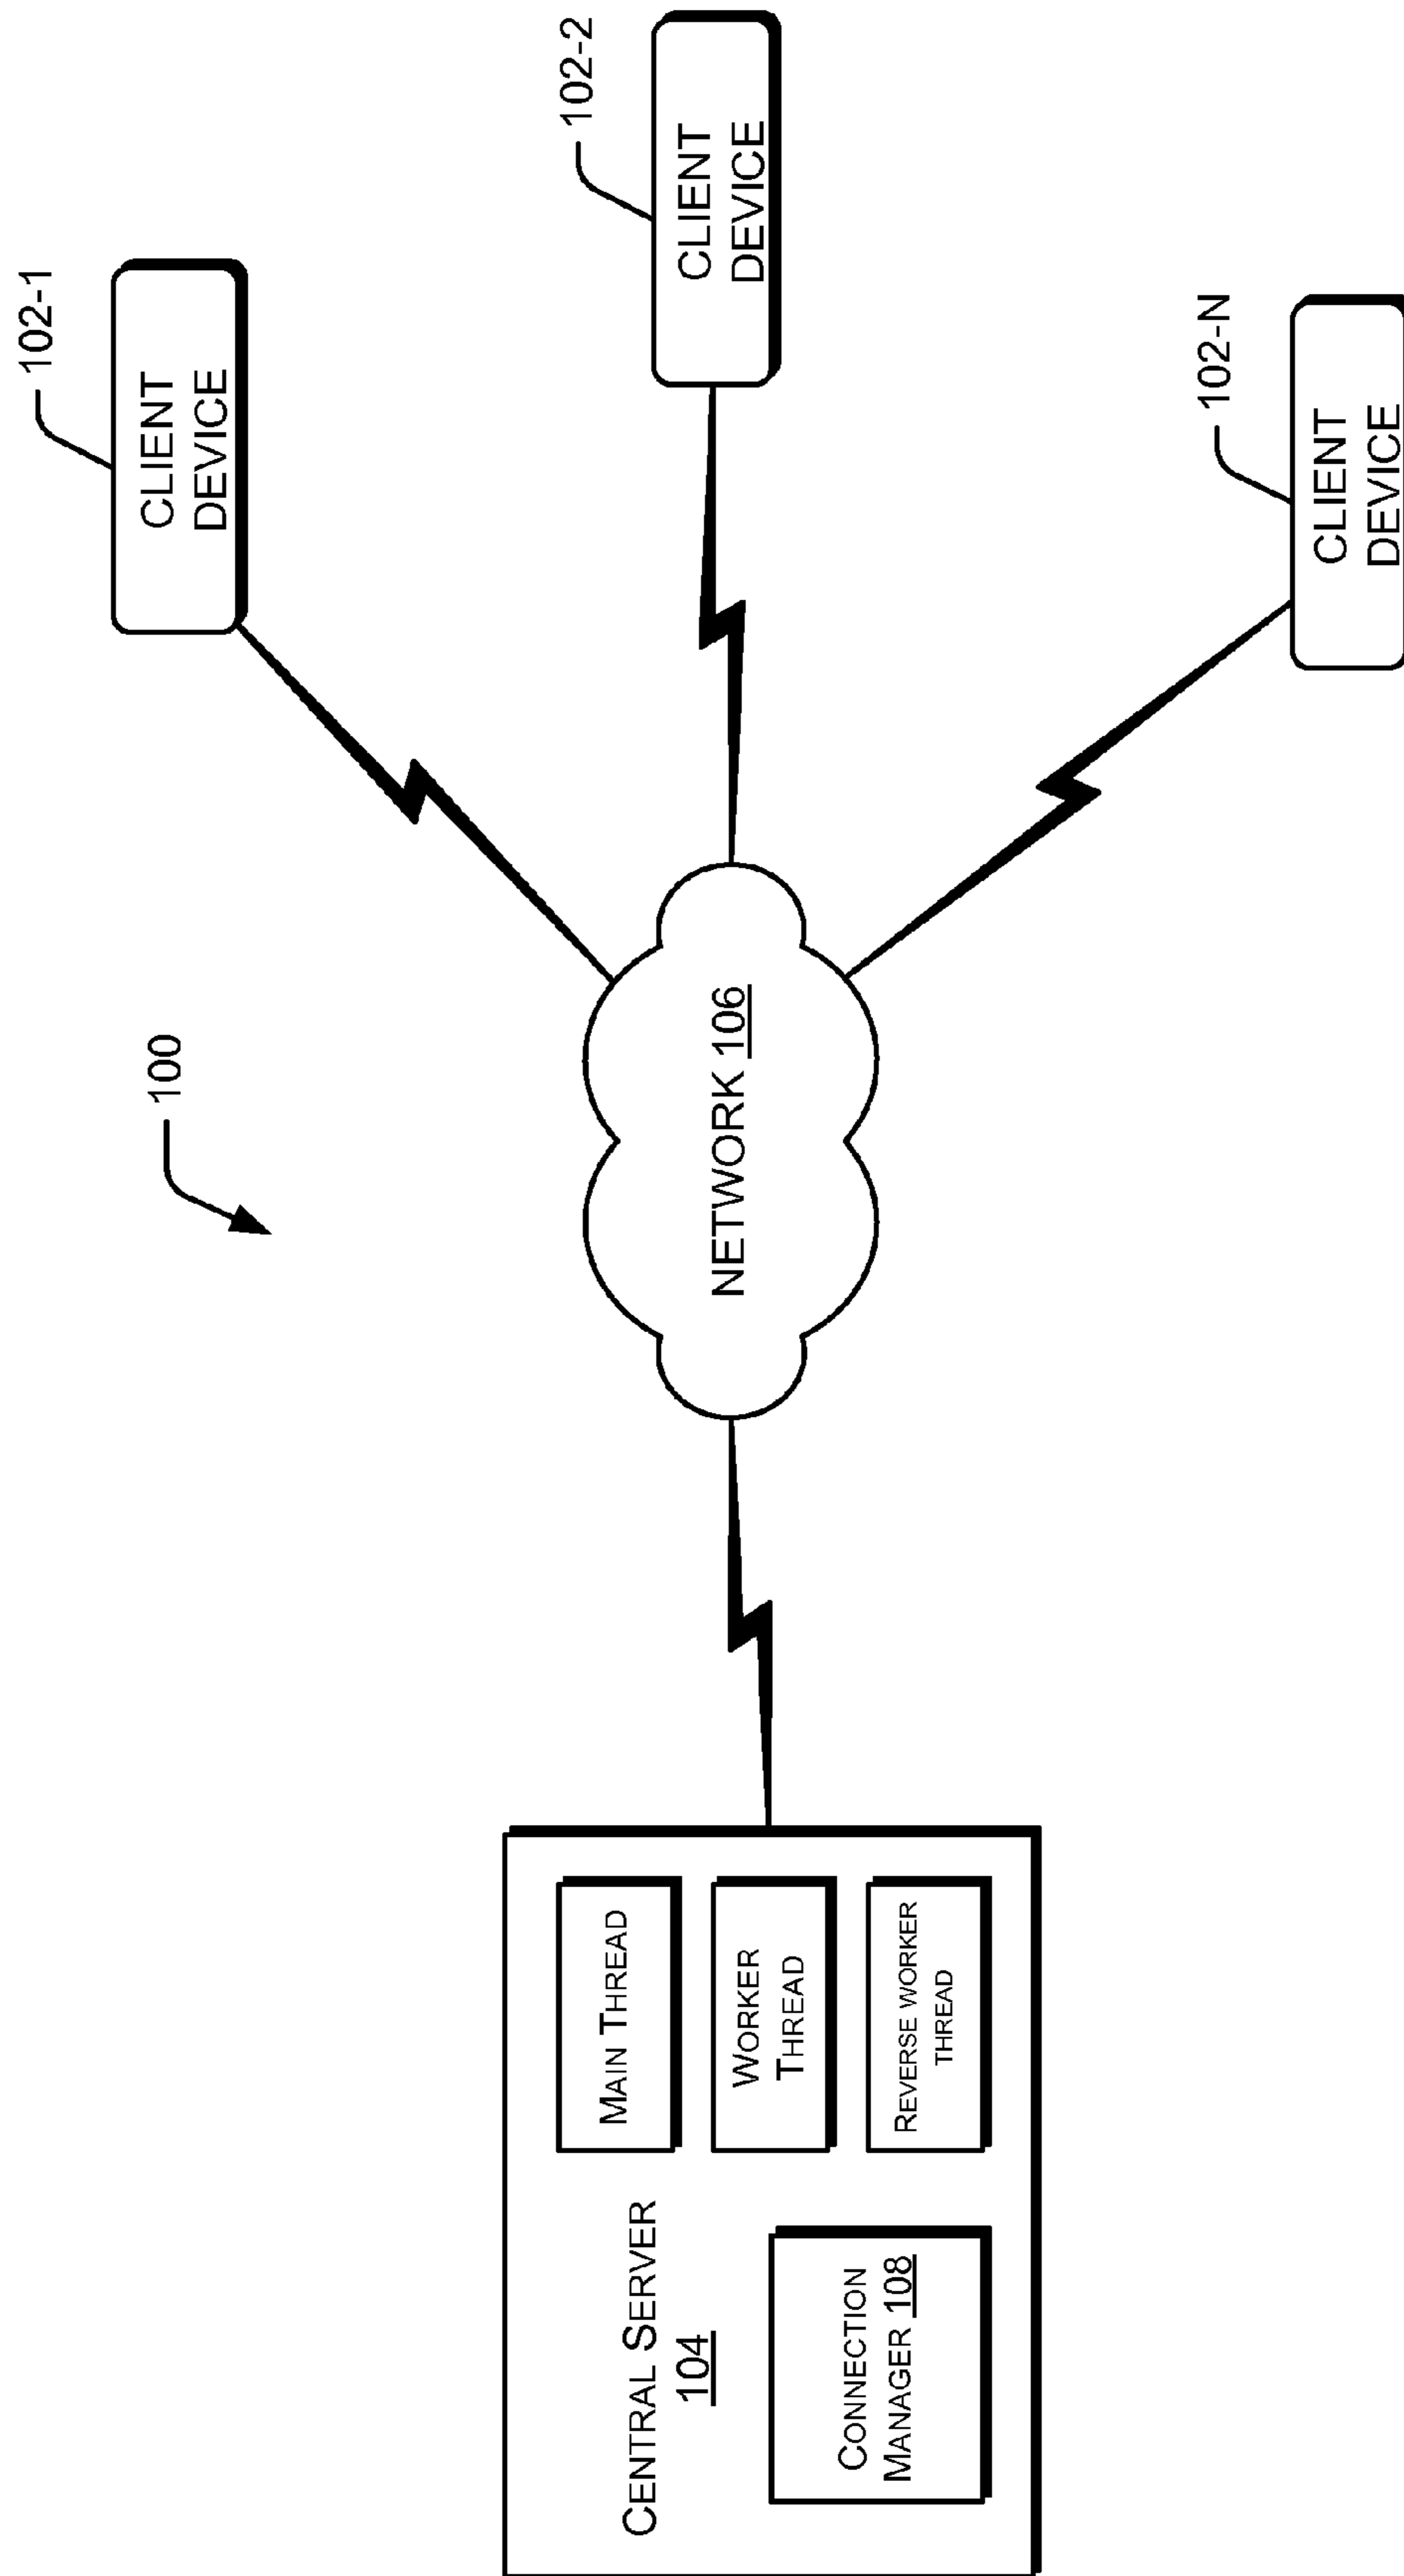 100
CENTRAL SERVER
104
CONNECTION
MANAGER 108
MAIN THREAD
WORKER
THREAD
REVERSE WORKER
THREAD
NETWORK 106
102-1
CLIENT
DEVICE
102-2
CLIENT
DEVICE
102-N
CLIENT
DEVICE